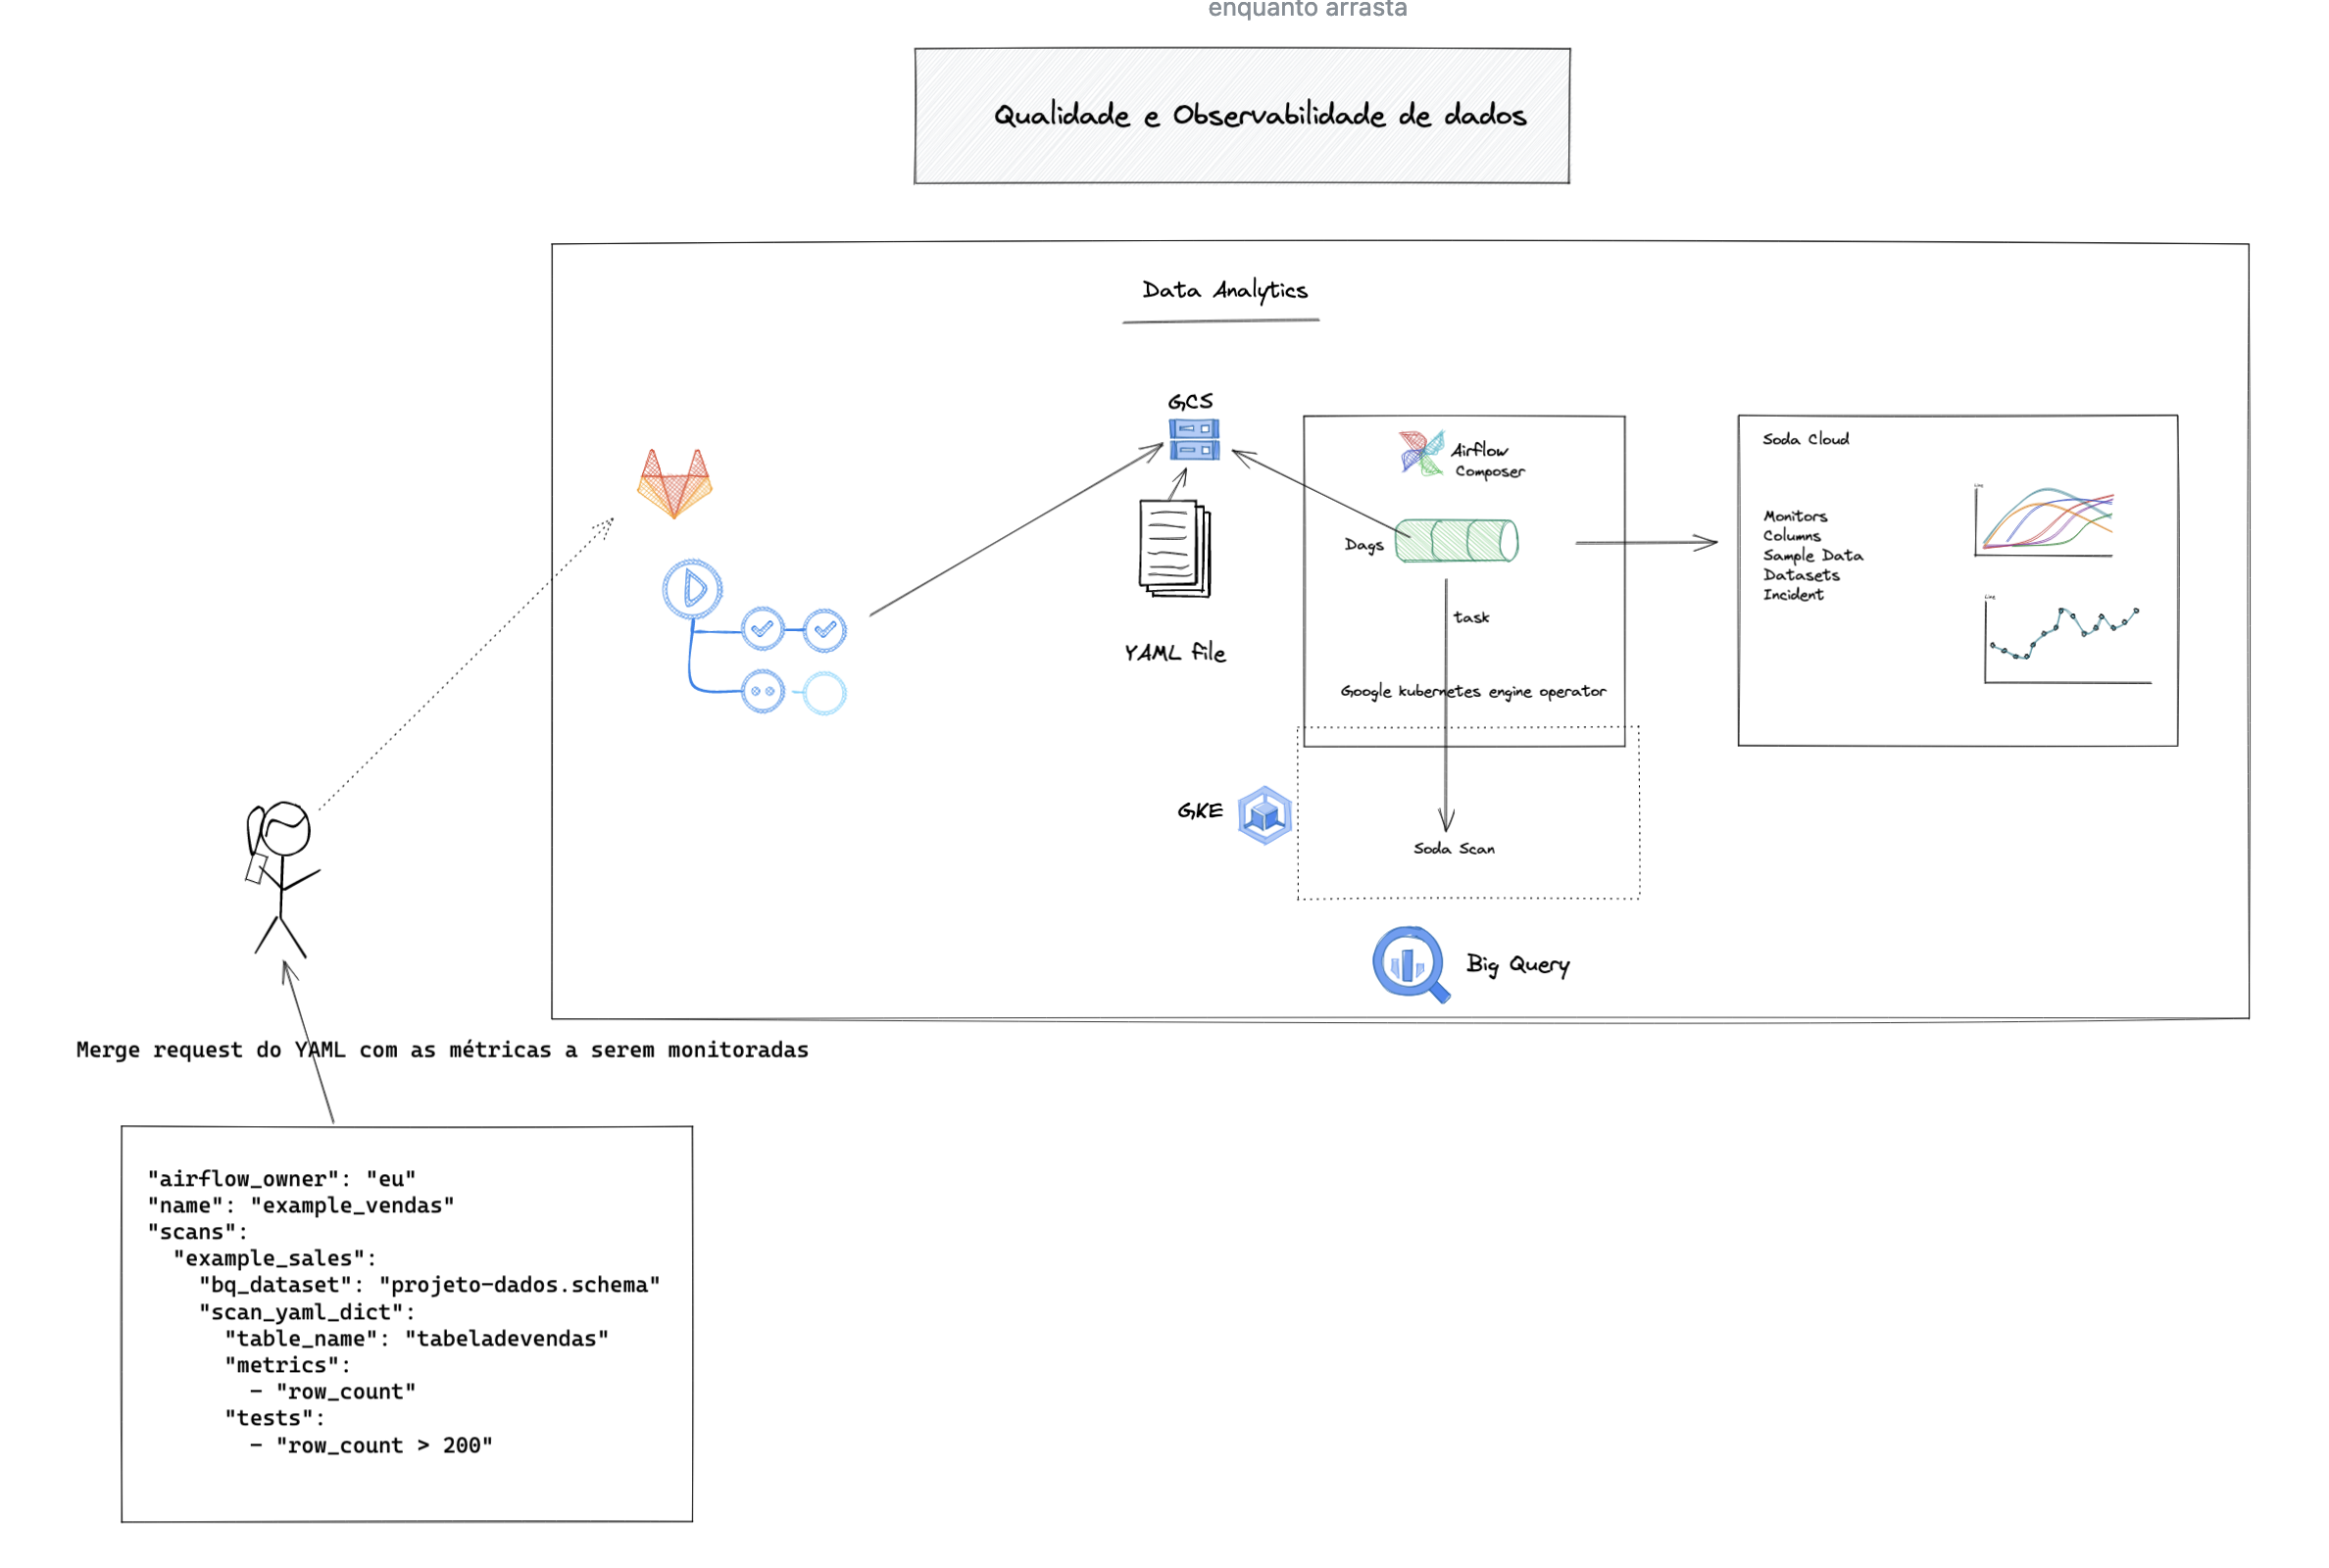 enquanto arrasta
Qualidade e Observabilidade de dados
Data Analytics
GCS
YAML file
Airflow
Composer
Dags
task
Google kubernetes engine operator
GKE
Soda Scan
Big Query
Soda Cloud
Monitors
Columns
Sample Data
Datasets
Incident
Line
Line
Merge request do YAML com as métricas a serem monitoradas
"airflow_owner": "eu"
"name": "example_vendas"
"scans":
"example_sales":
"bq_dataset": "projeto-dados.schema"
"scan_yaml_dict":
"table_name": "tabeladevendas"
"metrics":
- "row_count"
"tests":
- "row_count > 200"